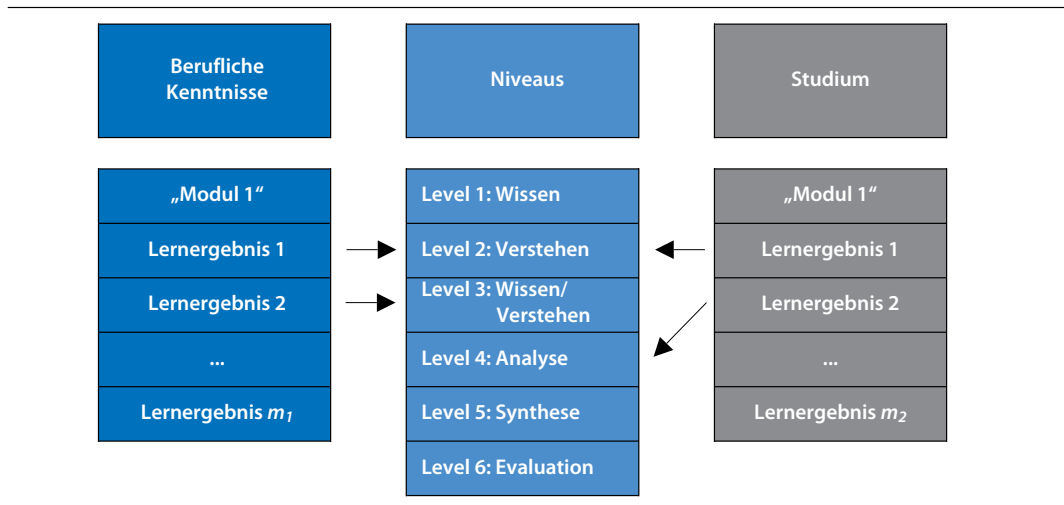 Berufliche
Kenntnisse
Niveaus
Studium
„Modul 1“
Lernergebnis 1
Lernergebnis 2
...
Lernergebnis m1
Level 1: Wissen
Level 2: Verstehen
Level 3: Wissen/
Verstehen
Level 4: Analyse
Level 5: Synthese
Level 6: Evaluation
„Modul 1“
Lernergebnis 1
Lernergebnis 2
...
Lernergebnis m2